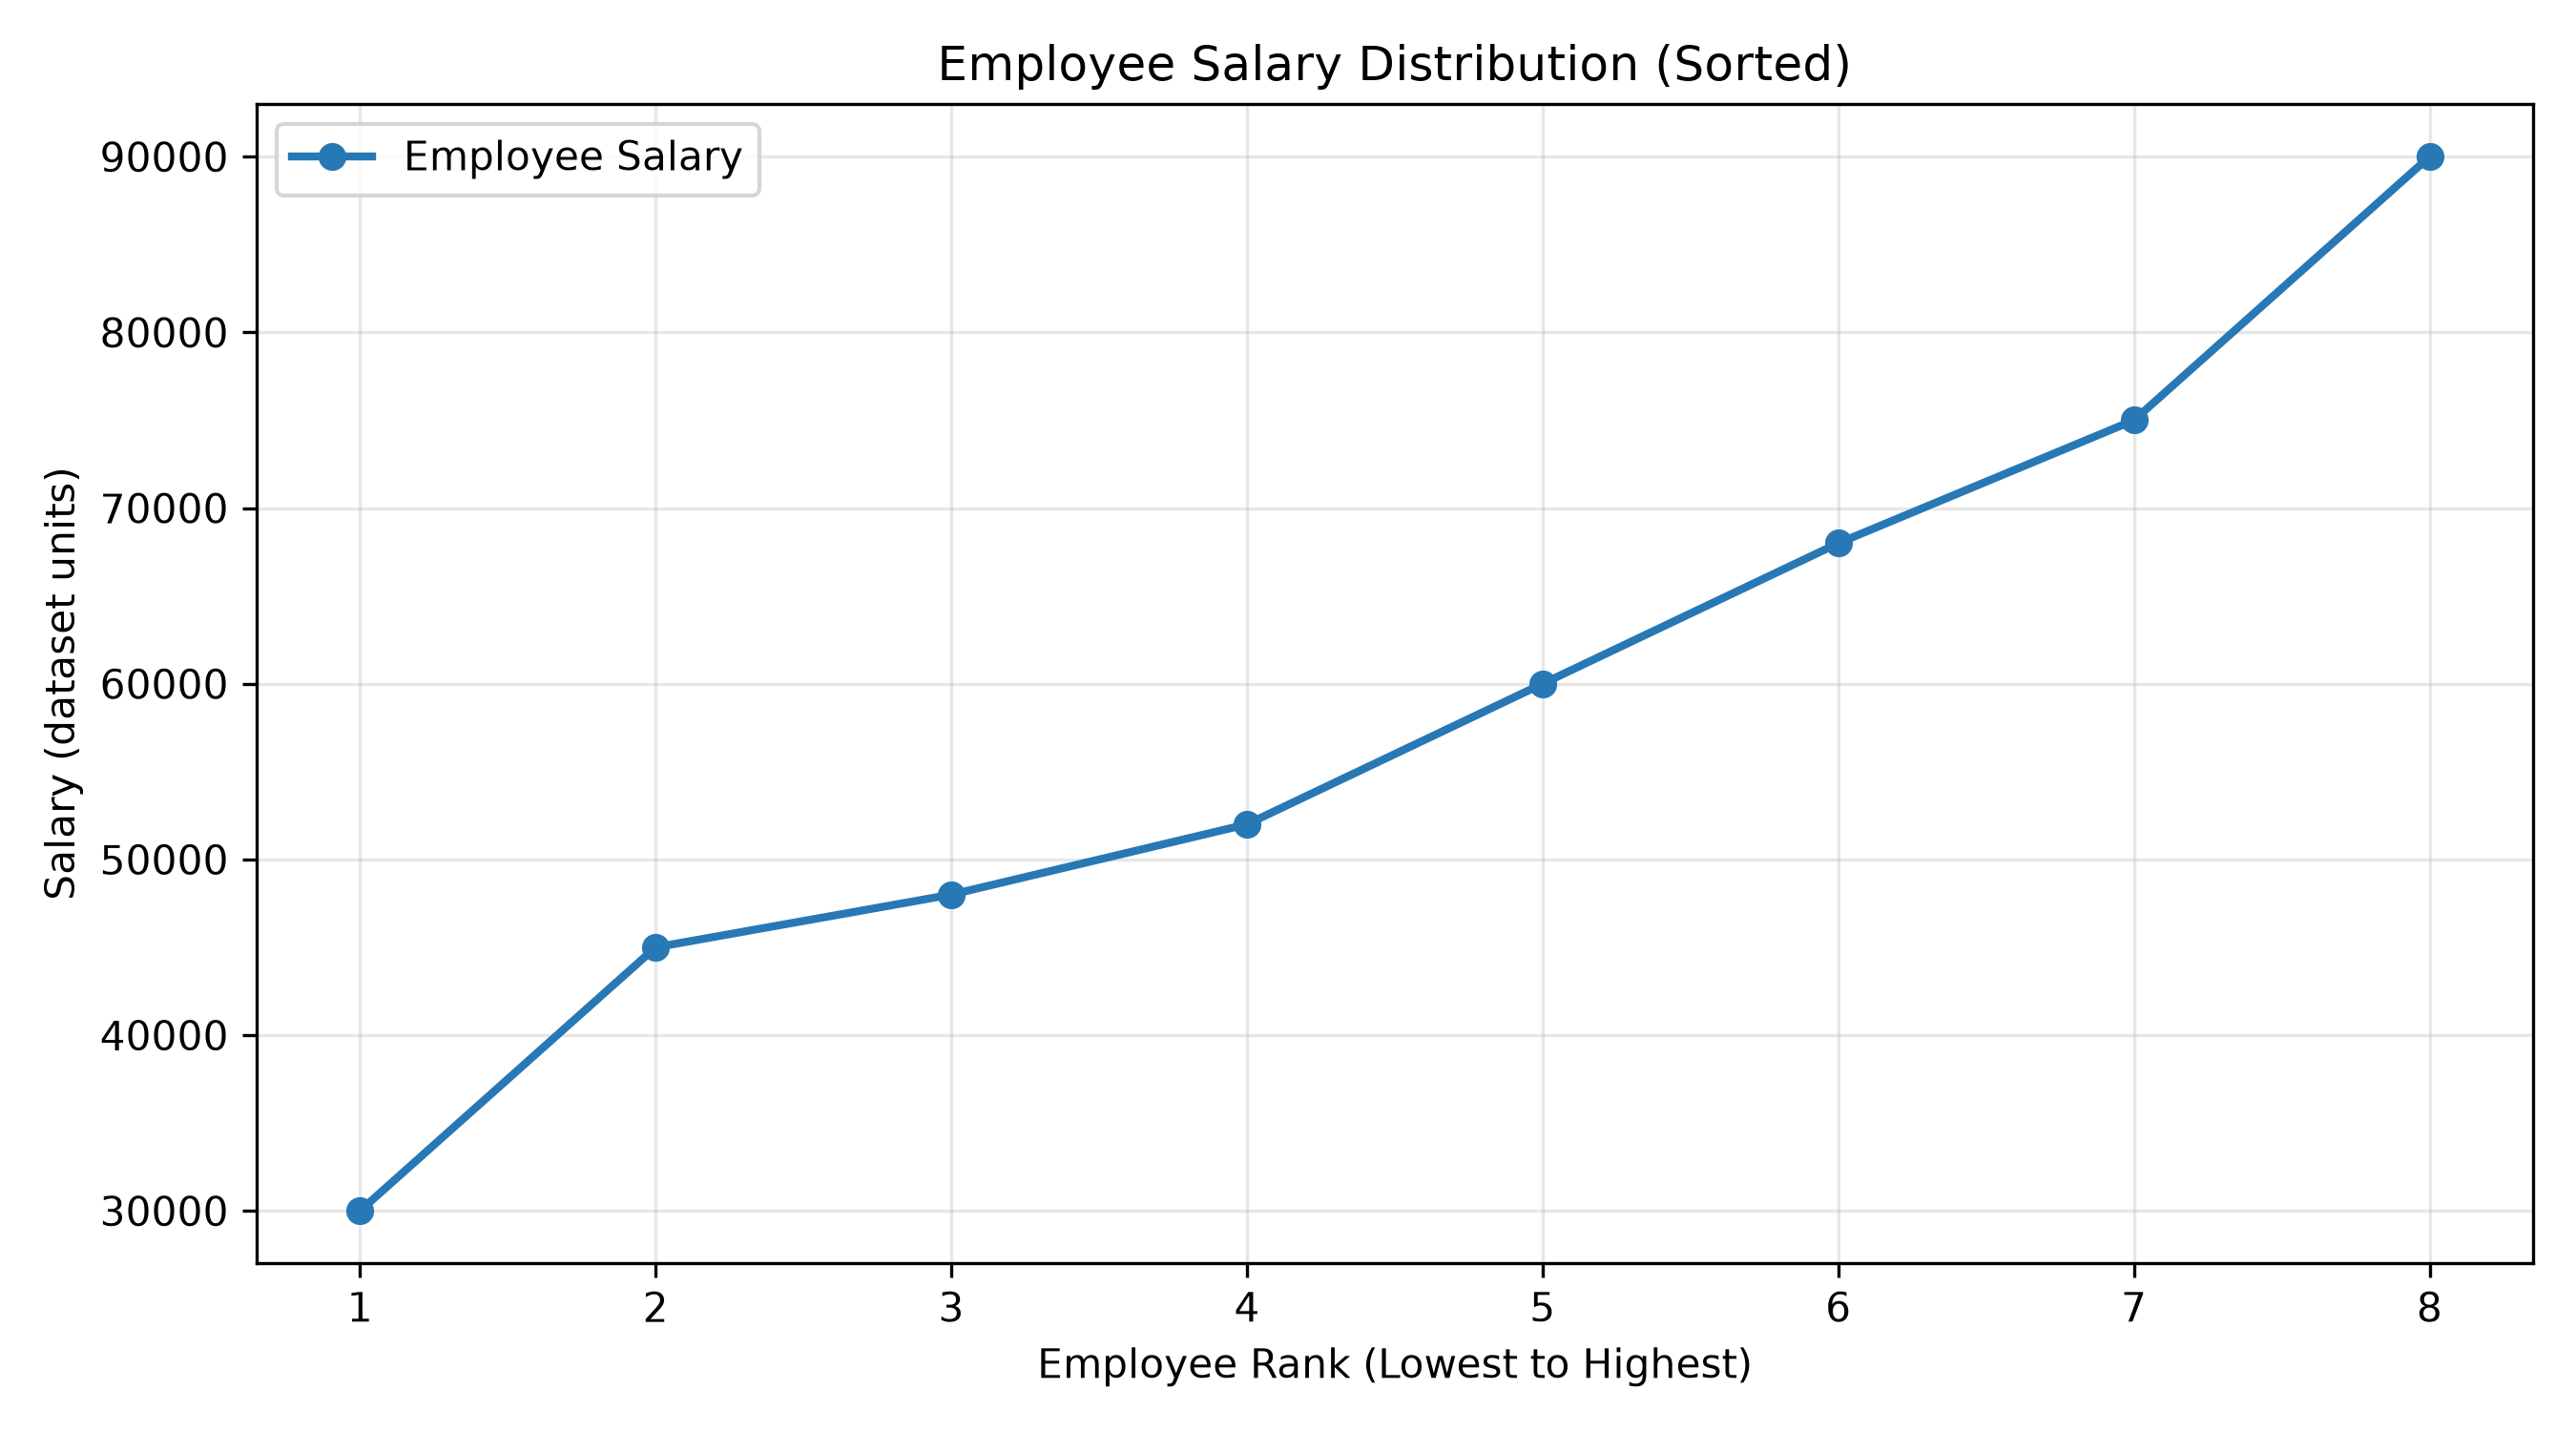 Employee Salary Distribution (Sorted)
Employee Salary
90000
80000
70000
60000
50000
40000
30000
Salary (dataset units)
1 2 3 4 5 6 7 8
Employee Rank (Lowest to Highest)